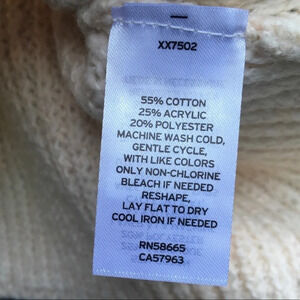 XX7502
55% COTTON
25% ACRYLIC
20% POLYESTER
MACHINE WASH COLD,
GENTLE CYCLE,
WITH LIKE COLORS
ONLY NON-CHLORINE
BLEACH IF NEEDED
RESHAPE,
LAY FLAT TO DRY
COOL IRON IF NEEDED
RN58665
CA57963